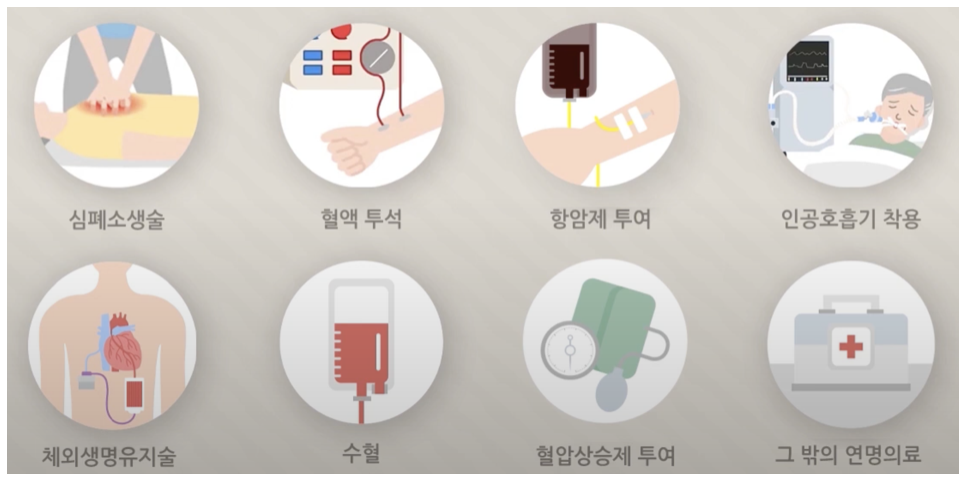 심폐소생술
혈액 투석
항암제 투여
인공호흡기 착용
체외생명유지술
수혈
혈압상승제 투여
그 밖의 연명의료